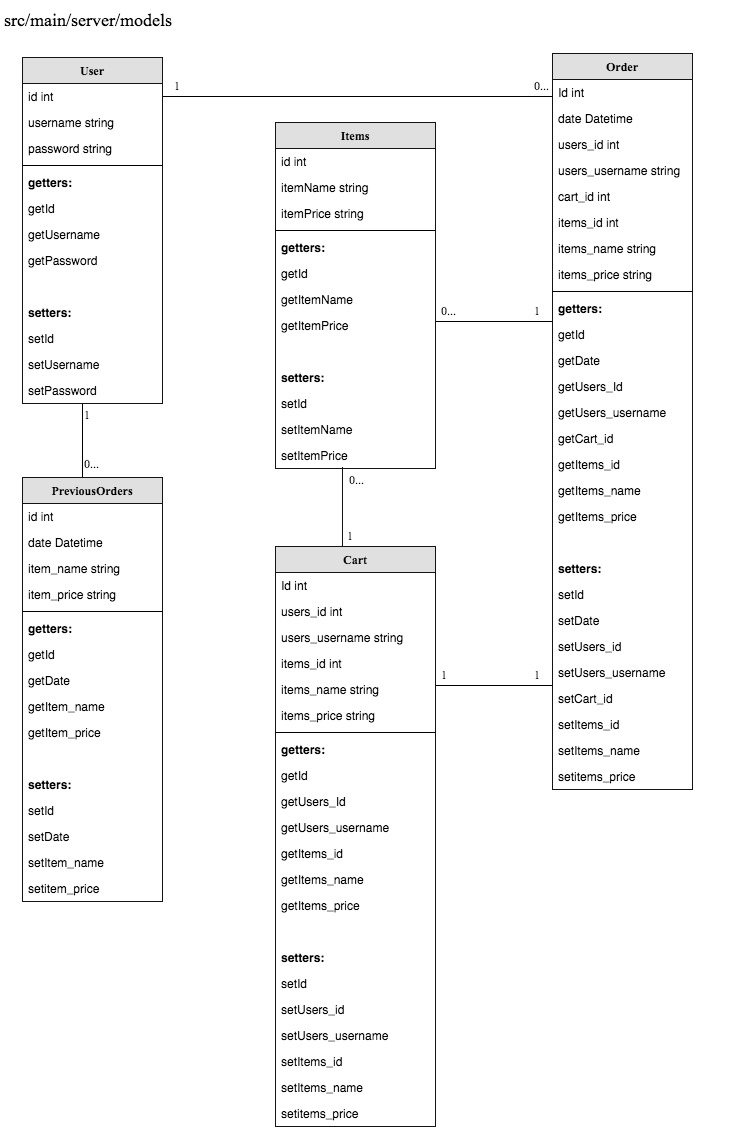 src/main/server/models
User
id int
username string
password string
getters:
getId
getUsername
getPassword
setters:
setId
setUsername
setPassword
1
0...
1
0...
PreviousOrders
id int
date Datetime
item_name string
item_price string
getters:
getId
getDate
getItem_name
getItem_price
setters:
setId
setDate
setItem_name
setitem_price
Items
id int
itemName string
itemPrice string
getters:
getId
getItemName
getItemPrice
setters:
setId
setItemName
setItemPrice
0...
1
0...
1
Cart
Id int
users_id int
users_username string
items_id int
items_name string
items_price string
getters:
getId
getUsers_Id
getUsers_username
getItems_id
getItems_name
getItems_price
setters:
setId
setUsers_id
setUsers_username
setItems_id
setItems_name
setitems_price
1
1
Order
Id int
date Datetime
users_id int
users_username string
cart_id int
items_id int
items_name string
items_price string
getters:
getId
getDate
getUsers_Id
getUsers_username
getCart_id
getItems_id
getItems_name
getItems_price
setters:
setId
setDate
setUsers_id
setUsers_username
setCart_id
setItems_id
setItems_name
setitems_price